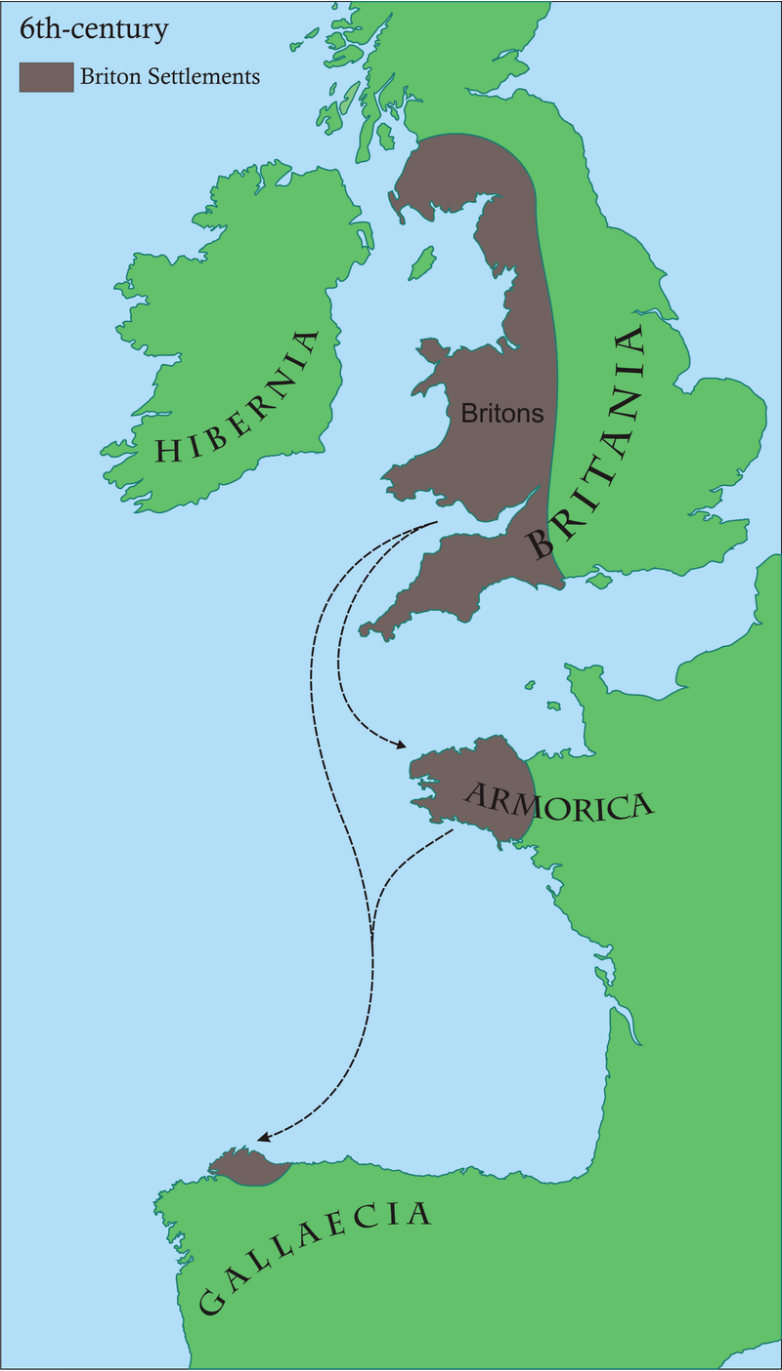 6th-century
Briton Settlements
HIBERNIA
BRITANIA
Britons
ARMORICA
GALLAECIA